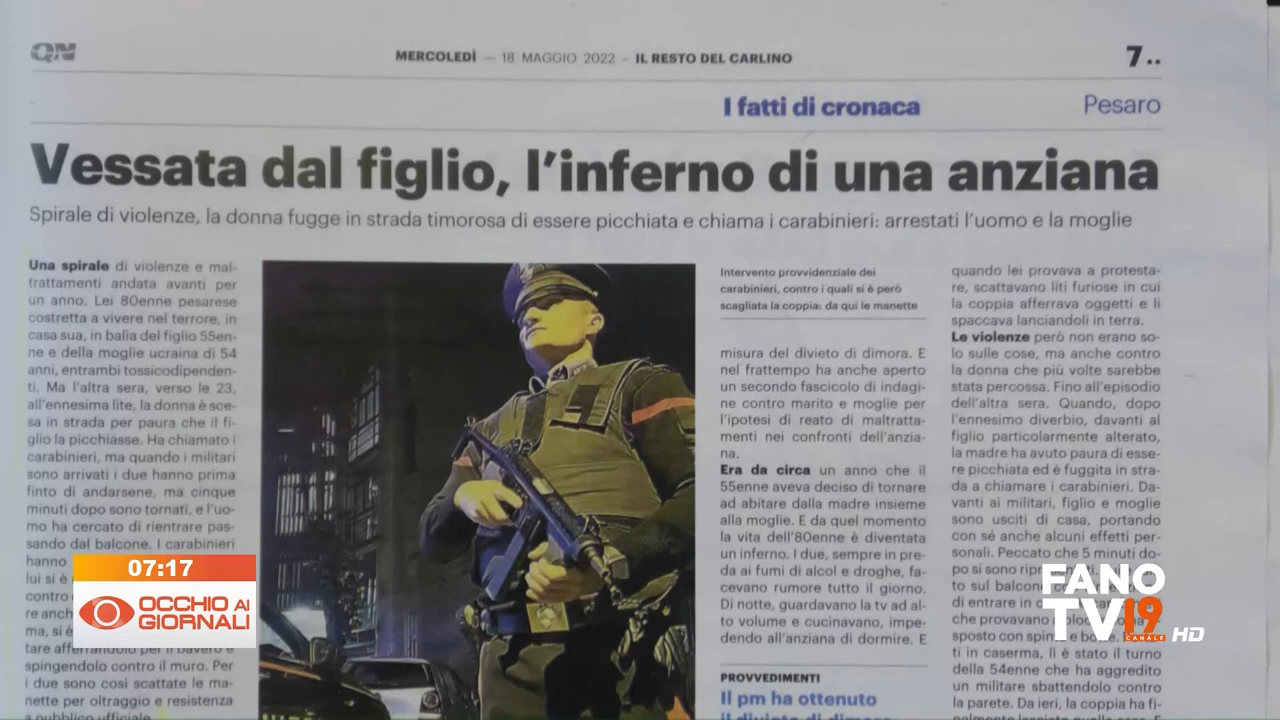 QN
MERCOLEDÌ — 18 MAGGIO 2022 – IL RESTO DEL CARLINO
7..
I fatti di cronaca
Pesaro
Vessata dal figlio, l'inferno di una anziana
Spirale di violenze, la donna fugge in strada timorosa di essere picchiata e chiama i carabinieri: arrestati l'uomo e la moglie
Una spirale di violenze e mal-
trattamenti andata avanti per
un anno. Lei 80enne pesarese
costretta a vivere nel terrore, in
casa sua, in balìa del figlio 55en-
ne e della moglie ucraina di 54
anni, entrambi tossicodipenden-
ti. Ma l'altra sera, verso le 23,
all'ennesima lite, la donna è sce-
sa in strada per paura che il fi-
glio la picchiasse. Ha chiamato i
carabinieri, ma quando i militari
sono arrivati i due hanno prima
finto di andarsene, ma cinque
minuti dopo sono tornati, e l'uo-
mo ha cercato di rientrare pas-
sando dal balcone. I carabinieri
hanno
lui si è
contro
re anch
ma, si è
tare afferrandolo per il bavero e
spingendolo contro il muro. Per
i due sono così scattate le ma-
nette per oltraggio e resistenza
a pubblico ufficiale.
Intervento provvidenziale dei
carabinieri, contro i quali si è però
scagliata la coppia: da qui le manette
misura del divieto di dimora. E
nel frattempo ha anche aperto
un secondo fascicolo di indagi-
ne contro marito e moglie per
l'ipotesi di reato di maltratta-
menti nei confronti dell'anzia-
na.
Era da circa un anno che il
55enne aveva deciso di tornare
ad abitare dalla madre insieme
alla moglie. E da quel momento
la vita dell'80enne è diventata
un inferno. I due, sempre in pre-
da ai fumi di alcol e droghe, fa-
cevano rumore tutto il giorno.
Di notte, guardavano la tv ad al-
to volume e cucinavano, impe-
dendo all'anziana di dormire. E
PROVVEDIMENTI
Il pm ha ottenuto
il divieto di dimora
quando lei provava a protesta-
re, scattavano liti furiose in cui
la coppia afferrava oggetti e li
spaccava lanciandoli in terra.
Le violenze però non erano so-
lo sulle cose, ma anche contro
la donna che più volte sarebbe
stata percossa. Fino all'episodio
dell'altra sera. Quando, dopo
l'ennesimo diverbio, davanti al
figlio particolarmente alterato,
la madre ha avuto paura di esse-
re picchiata ed è fuggita in stra-
da a chiamare i carabinieri. Da-
vanti ai militari, figlio e moglie
sono usciti di casa, portando
con sé anche alcuni effetti per-
sonali. Peccato che 5 minuti do-
po si sono
to sul balcon
di entrare in
che provavano
sposto con
ti in caserma, lì è stato il turno
della 54enne che ha aggredito
un militare sbattendolo contro
la parete. Da ieri, la coppia ha fi-
07:17
OCCHIO AI
GIORNALI
FANO
TV19
CANALE
HD